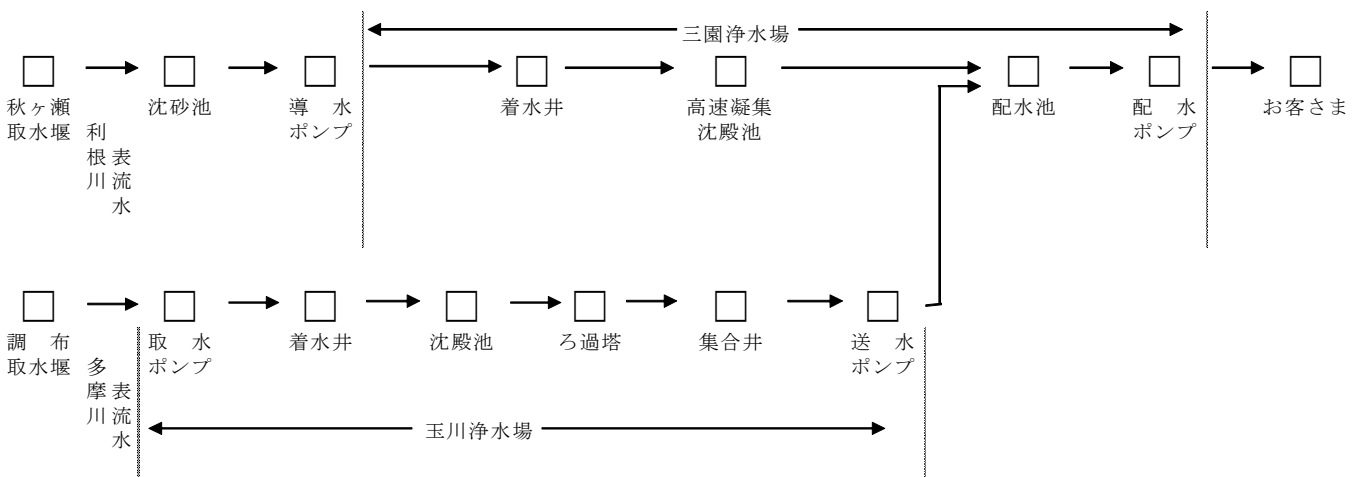 三園浄水場
秋ヶ瀬
取水堰
利根川
表流水
沈砂池
導水
ポンプ
着水井
高速凝集
沈殿池
配水池
配水
ポンプ
お客さま
調布
取水堰
多摩川
表流水
取水
ポンプ
着水井
沈殿池
ろ過塔
集合井
送水
ポンプ
玉川浄水場